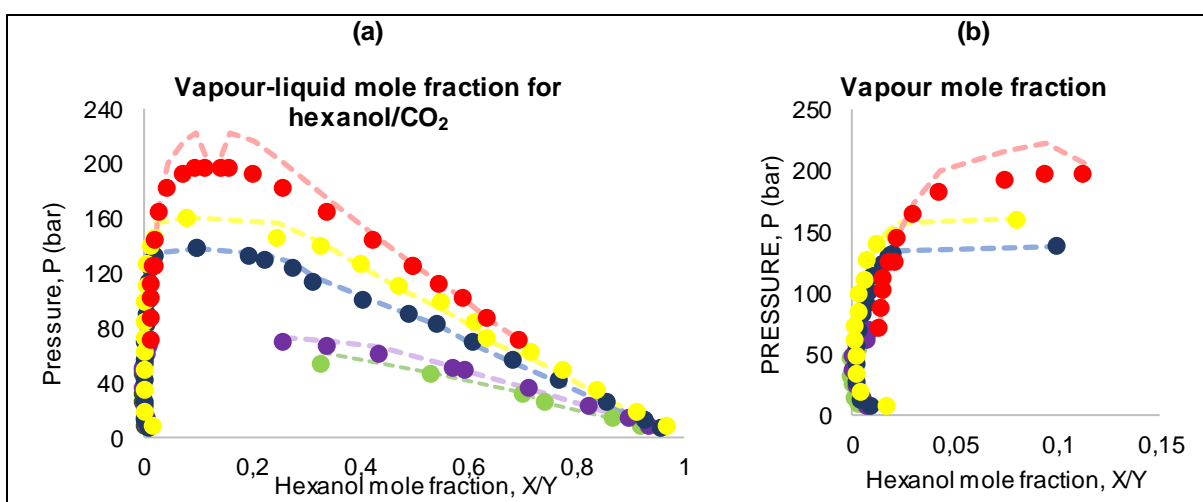 (a)
Vapour-liquid mole fraction for
hexanol/CO₂
Pressure, P (bar)
240
200
160
120
80
40
0
0
0,2
0,4
0,6
0,8
1
Hexanol mole fraction, X/Y
(b)
Vapour mole fraction
PRESSURE, P (bar)
250
200
150
100
50
0
0
0,05
0,1
0,15
Hexanol mole fraction, X/Y